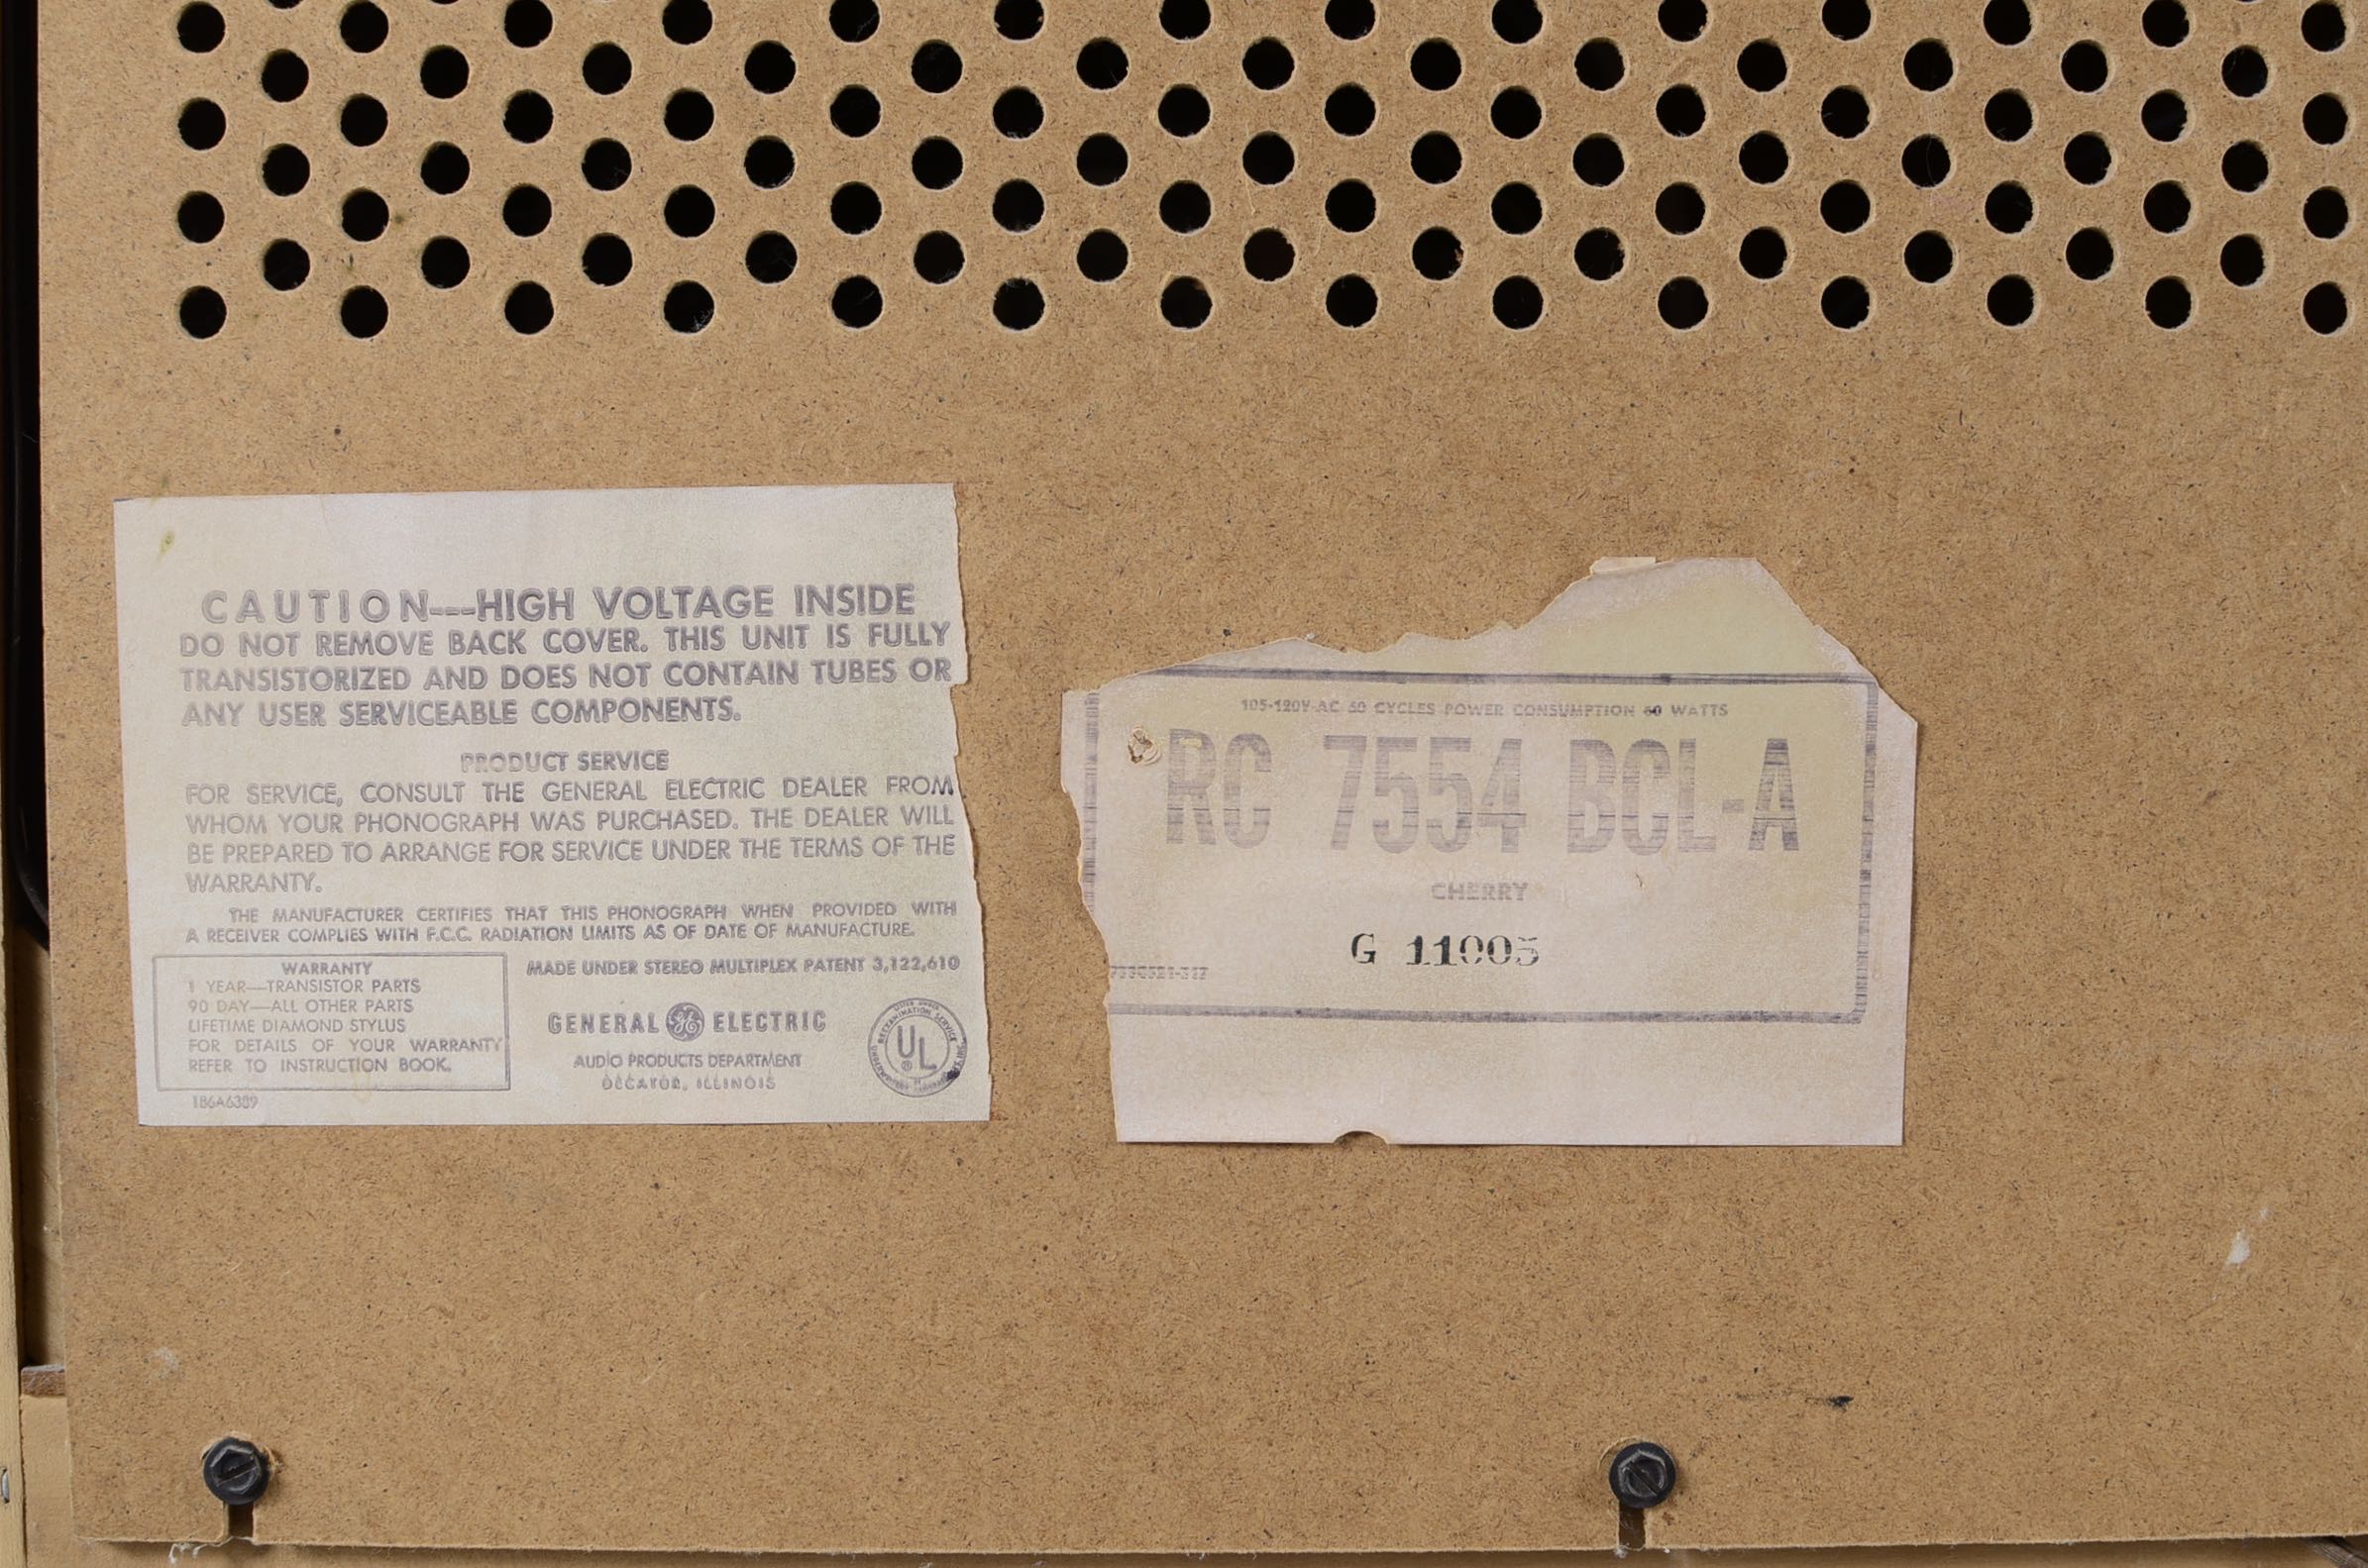 CAUTION---HIGH VOLTAGE INSIDE
DO NOT REMOVE BACK COVER. THIS UNIT IS FULLY
TRANSISTORIZED AND DOES NOT CONTAIN TUBES OR
ANY USER SERVICEABLE COMPONENTS.
PRODUCT SERVICE
FOR SERVICE, CONSULT THE GENERAL ELECTRIC DEALER FROM
WHOM YOUR PHONOGRAPH WAS PURCHASED. THE DEALER WILL
BE PREPARED TO ARRANGE FOR SERVICE UNDER THE TERMS OF THE
WARRANTY.
THE MANUFACTURER CERTIFIES THAT THIS PHONOGRAPH WHEN PROVIDED WITH
A RECEIVER COMPLIES WITH F.C.C. RADIATION LIMITS AS OF DATE OF MANUFACTURE.
WARRANTY
1 YEAR—TRANSISTOR PARTS
90 DAY—ALL OTHER PARTS
LIFETIME DIAMOND STYLUS
FOR DETAILS OF YOUR WARRANTY
REFER TO INSTRUCTION BOOK.
186A6389
MADE UNDER STEREO MULTIPLEX PATENT 3,122,610
GENERAL GE ELECTRIC
AUDIO PRODUCTS DEPARTMENT
DECATUR, ILLINOIS
UL
105-120V-AC 60 CYCLES POWER CONSUMPTION 60 WATTS
RC 7554 BCL-A
CHERRY
G 11005